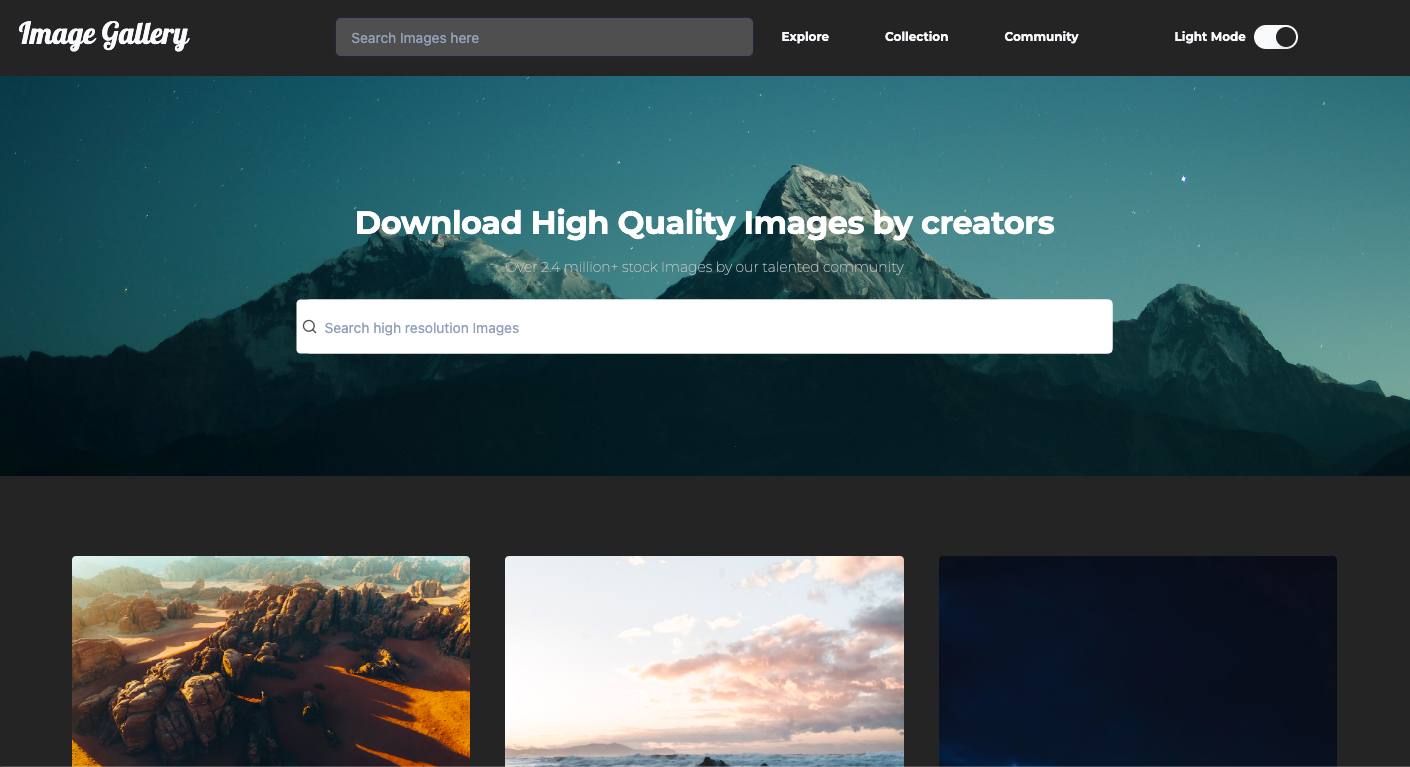 Image Gallery
Search Images here
Explore
Collection
Community
Light Mode
Download High Quality Images by creators
Over 2.4 million+ stock Images by our talented community
Search high resolution Images